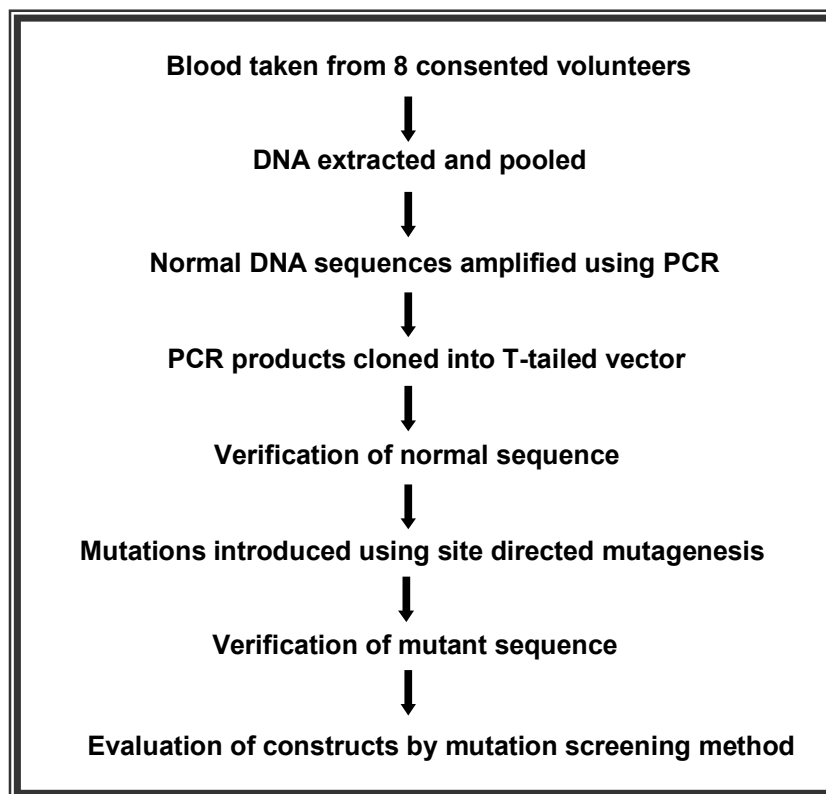 Blood taken from 8 consented volunteers
DNA extracted and pooled
Normal DNA sequences amplified using PCR
PCR products cloned into T-tailed vector
Verification of normal sequence
Mutations introduced using site directed mutagenesis
Verification of mutant sequence
Evaluation of constructs by mutation screening method